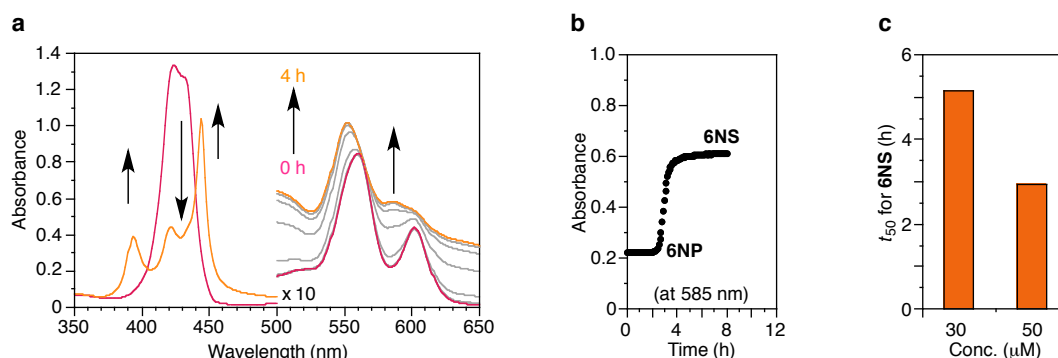 a
1.4
1.2
1.0
0.8
0.6
0.4
0.2
0
Absorbance
4 h
0 h
x 10
350 400 450 500 550 600 650
Wavelength (nm)
b
1.0
0.8
0.6
0.4
0.2
0
Absorbance
6NS
6NP
(at 585 nm)
0 4 8 12
Time (h)
c
6
5
4
3
2
1
0
t50 for 6NS (h)
30 50
Conc. (μM)